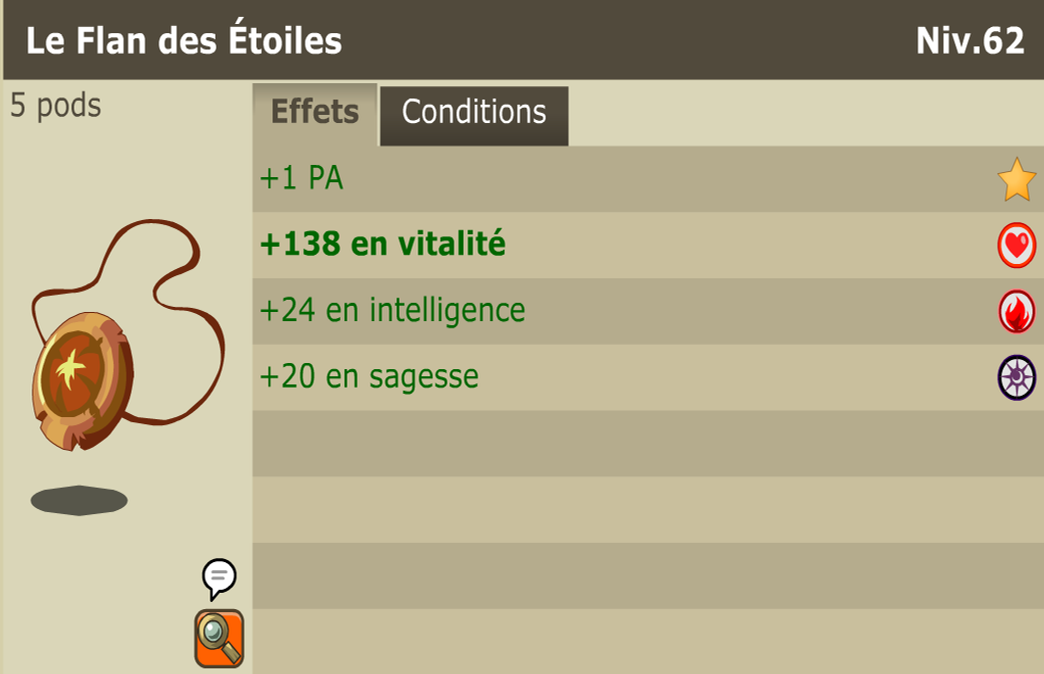 Le Flan des Étoiles
Niv.62
5 pods
Effets
Conditions
+1 PA
+138 en vitalité
+24 en intelligence
+20 en sagesse